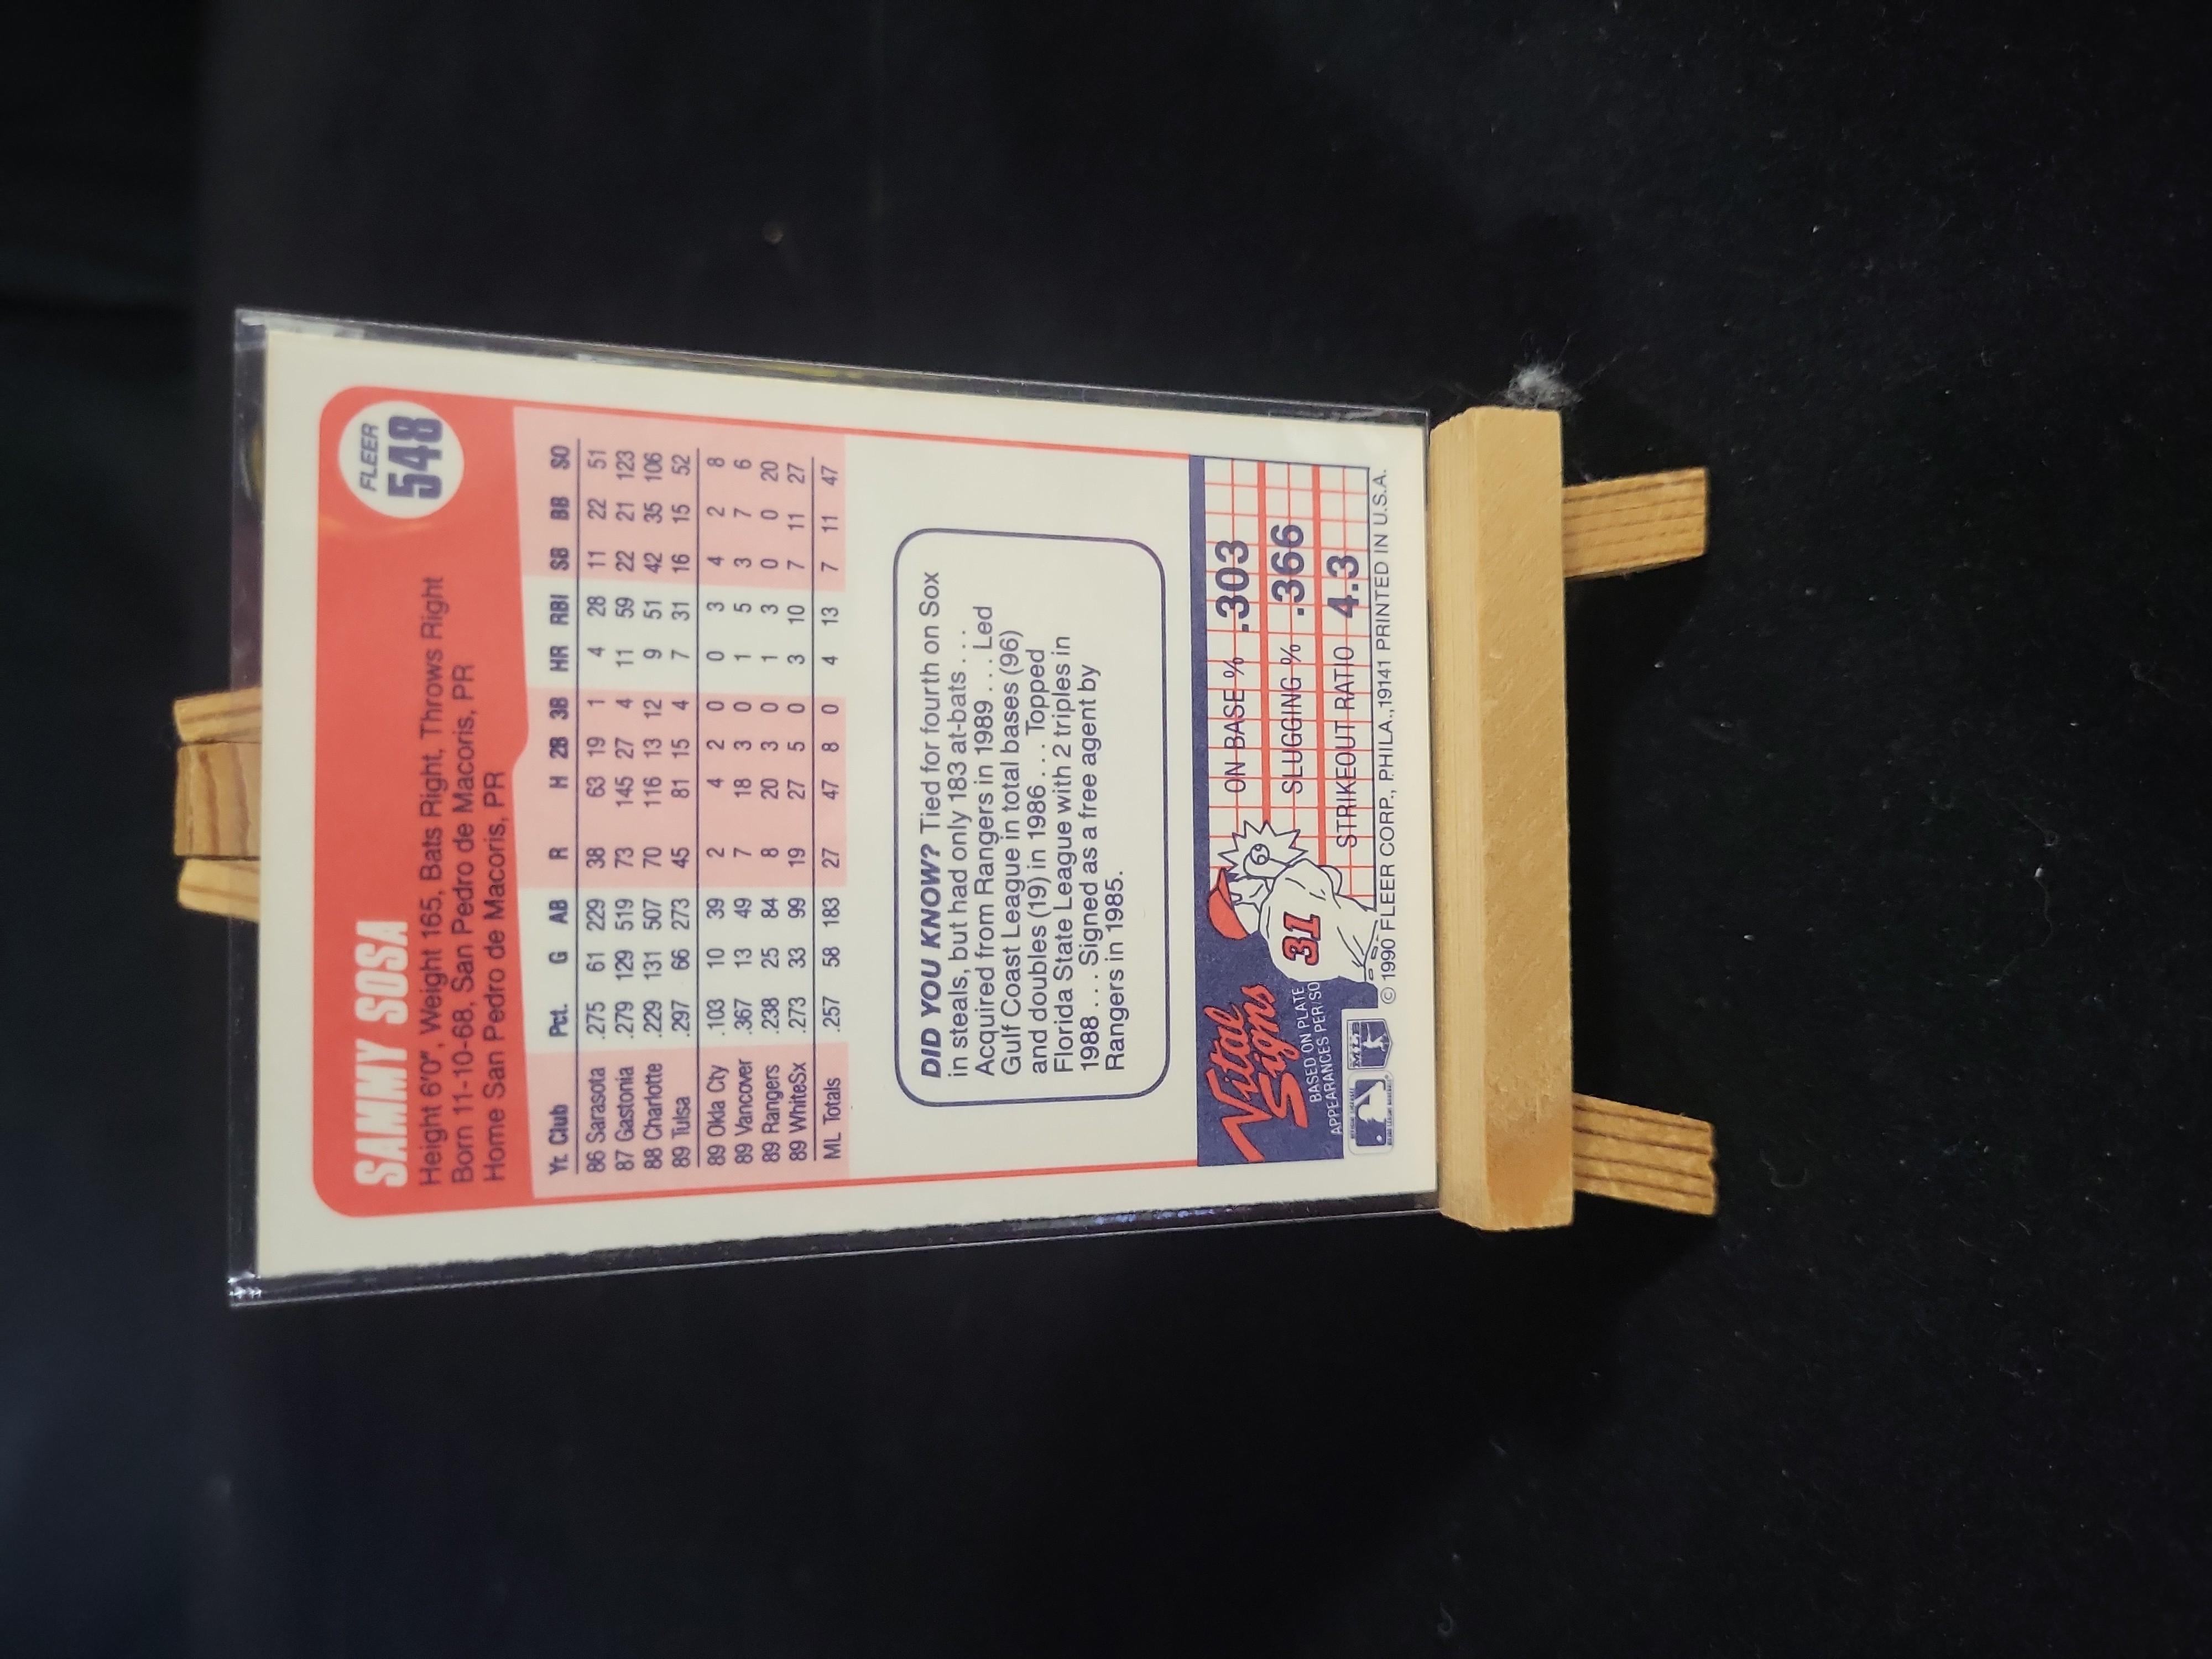 SAMMY SOSA
FLEER
548
Height 6'0", Weight 165, Bats Right, Throws Right
Born 11-10-68, San Pedro de Macoris, PR
Home San Pedro de Macoris, PR
Yr. Club Pct. G AB R H 2B 3B HR RBI SB BB SO
86 Sarasota .275 61 229 38 63 19 1 4 28 11 22 51
87 Gastonia .279 129 519 73 145 27 4 11 59 22 21 123
88 Charlotte .229 131 507 70 116 13 12 9 51 42 35 106
89 Tulsa .297 66 273 45 81 15 4 7 31 16 15 52
89 Okla Cty .103 10 39 2 4 2 0 0 3 4 2 8
89 Vancover .367 13 49 7 18 3 0 1 5 3 7 6
89 Rangers .238 25 84 8 20 3 0 1 3 0 0 20
89 WhiteSx .273 33 99 19 27 5 0 3 10 7 11 27
ML Totals .257 58 183 27 47 8 0 4 13 7 11 47
DID YOU KNOW? Tied for fourth on Sox
in steals, but had only 183 at-bats . . .
Acquired from Rangers in 1989 . . . Led
Gulf Coast League in total bases (96)
and doubles (19) in 1986 . . . Topped
Florida State League with 2 triples in
1988 . . . Signed as a free agent by
Rangers in 1985.
Vital
Signs
BASED ON PLATE
APPEARANCES PER/SO
31
ON BASE % .303
SLUGGING % .366
STRIKEOUT RATIO 4.3
© 1990 FLEER CORP., PHILA.,19141 PRINTED IN U.S.A.